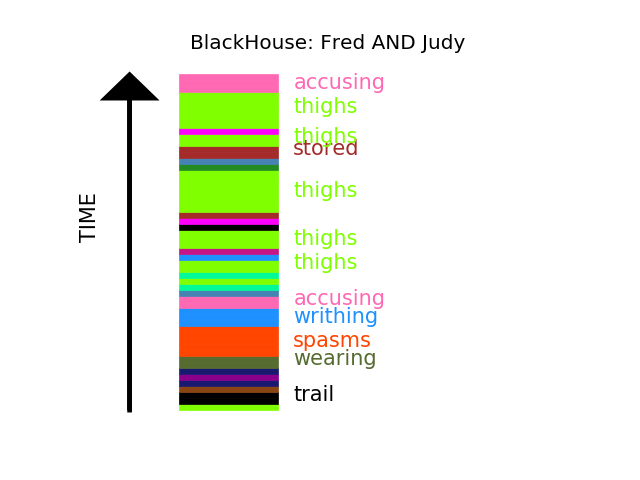 BlackHouse: Fred AND Judy
accusing
thighs
thighs
stored
thighs
TIME
thighs
thighs
accusing
writhing
spasms
wearing
trail